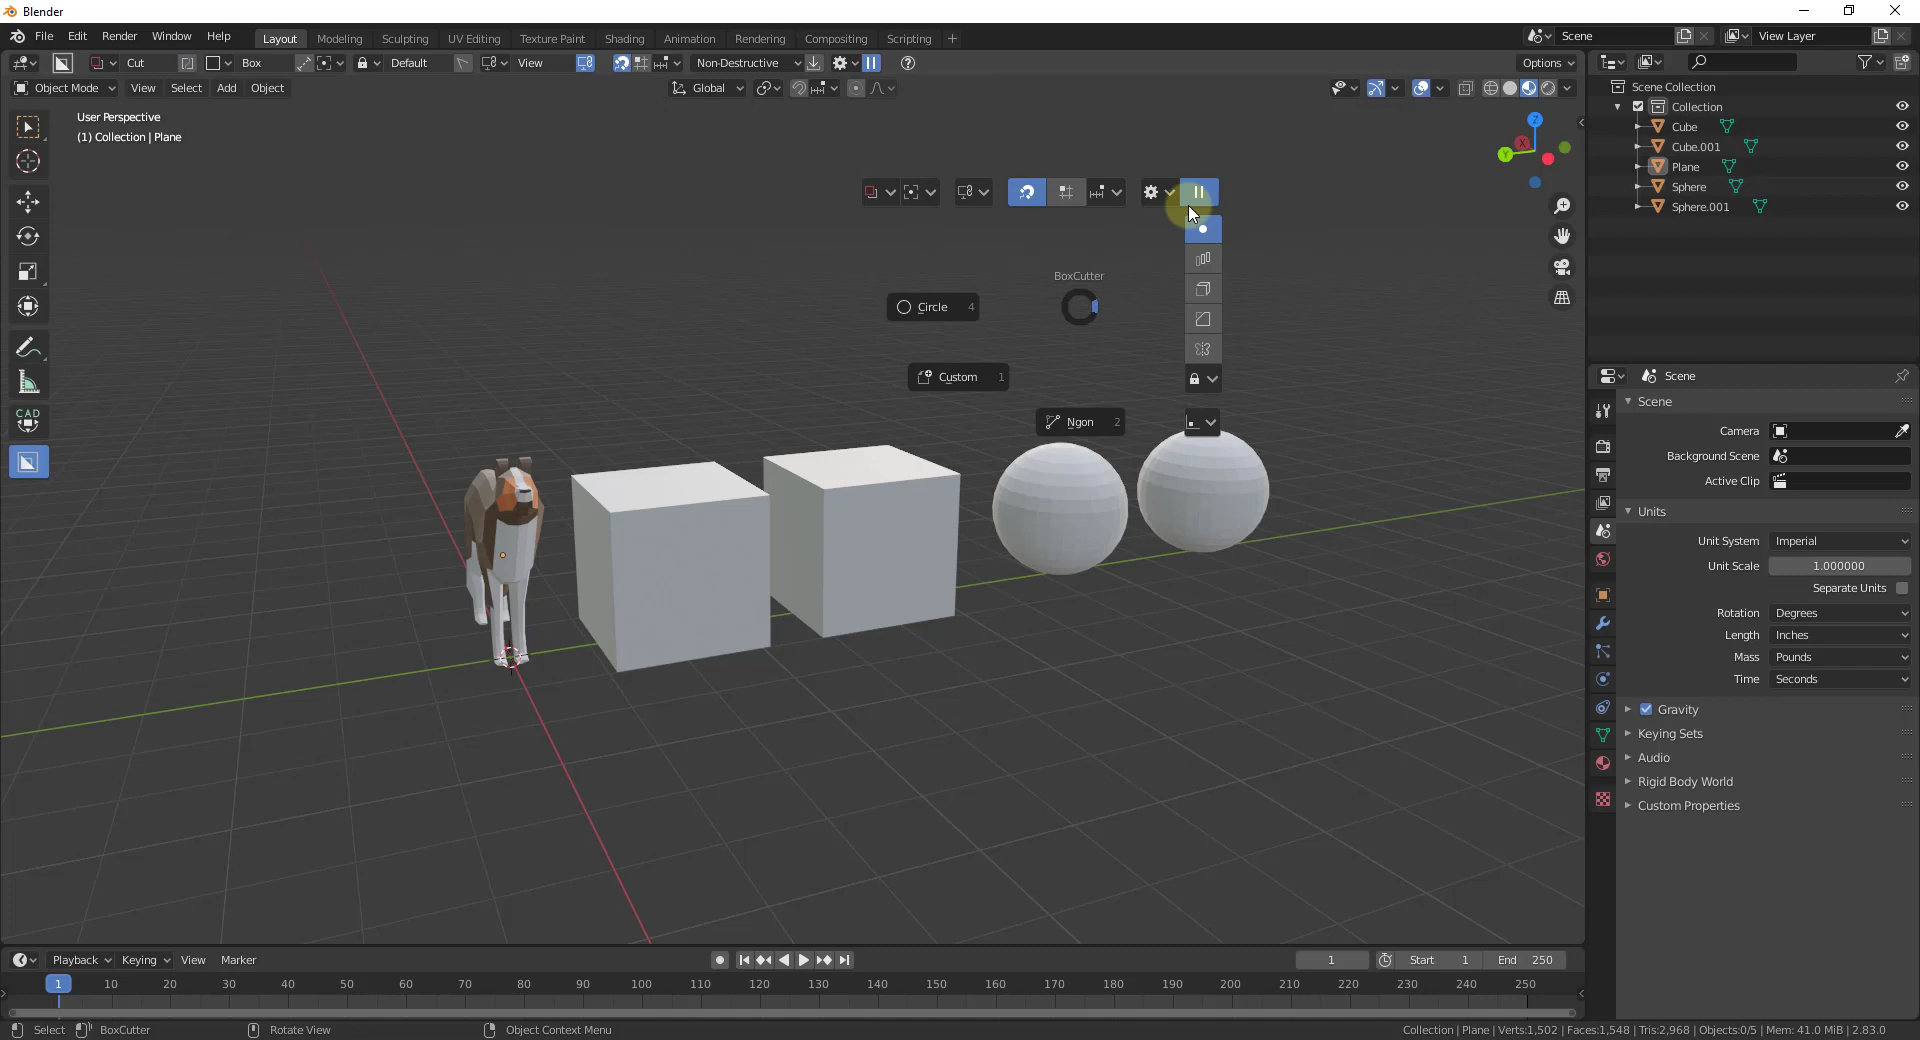 Blender
File Edit Render Window Help Layout Modeling Sculpting UV Editing Texture Paint Shading Animation Rendering Compositing Scripting + Scene View Layer
Cut Box Default View Non-Destructive Options
Object Mode View Select Add Object Global
User Perspective
(1) Collection | Plane
Z
X
Y
BoxCutter
Circle 4
Custom 1
Ngon 2
CAD
Scene Collection
Collection
Cube
Cube.001
Plane
Sphere
Sphere.001
Scene
Scene
Camera
Background Scene
Active Clip
Units
Unit System Imperial
Unit Scale 1.000000
Separate Units
Rotation Degrees
Length Inches
Mass Pounds
Time Seconds
Gravity
Keying Sets
Audio
Rigid Body World
Custom Properties
Playback Keying View Marker 1 Start 1 End 250
1 10 20 30 40 50 60 70 80 90 100 110 120 130 140 150 160 170 180 190 200 210 220 230 240 250
Select BoxCutter Rotate View Object Context Menu Collection | Plane | Verts:1,502 | Faces:1,548 | Tris:2,968 | Objects:0/5 | Mem: 41.0 MiB | 2.83.0